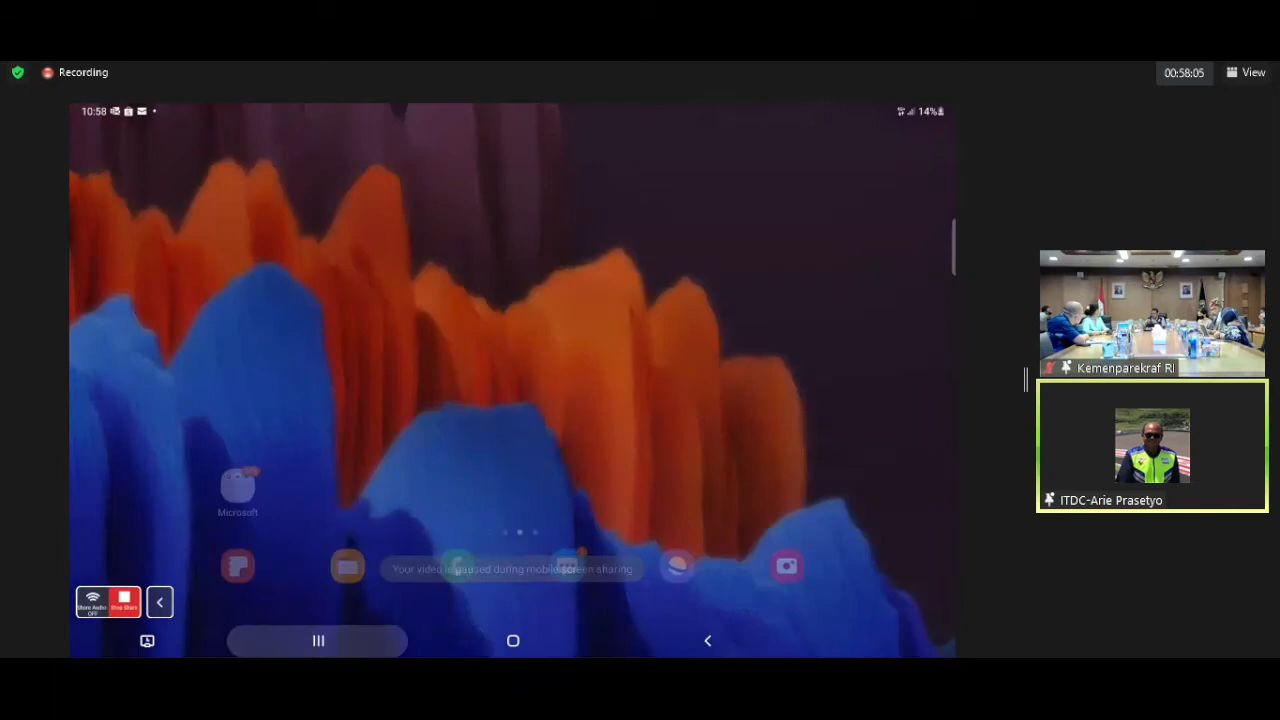 Recording
00:58:05
View
10:58
14%
Kemenparekraf RI
ITDC-Arie Prasetyo
Microsoft
Your video is paused during mobile screen sharing
Share Audio
OFF
Stop Share